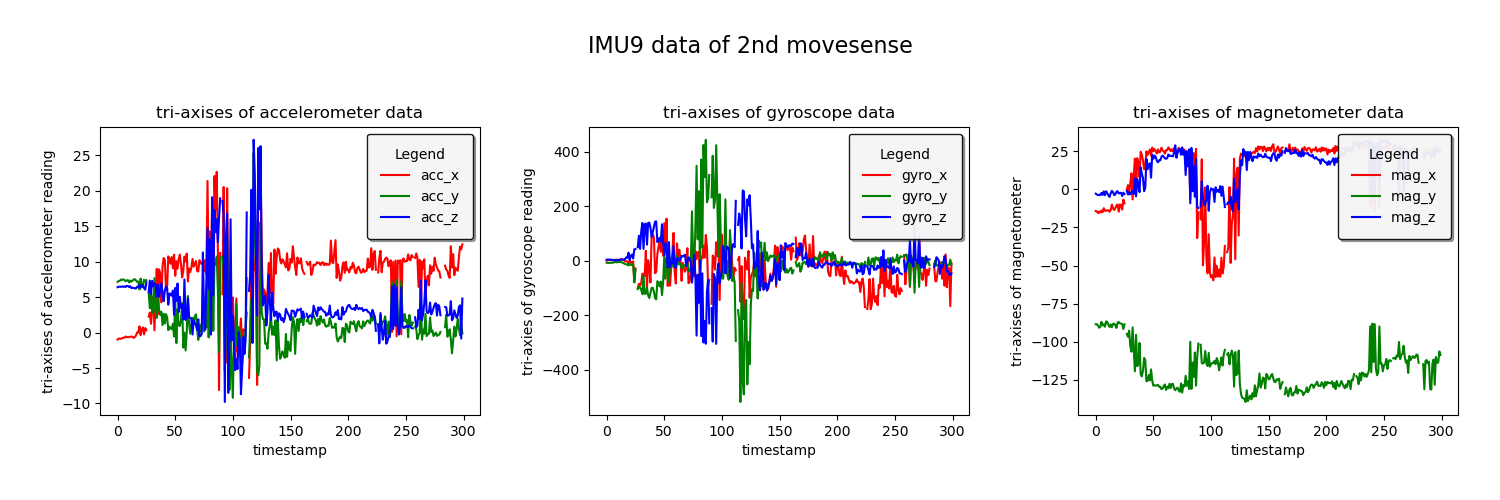 IMU9 data of 2nd movesense
tri-axises of accelerometer data
tri-axises of accelerometer reading
25
20
15
10
5
0
−5
−10
0 50 100 150 200 250 300
timestamp
Legend
acc_x
acc_y
acc_z
tri-axises of gyroscope data
tri-axies of gyroscope reading
400
200
0
−200
−400
0 50 100 150 200 250 300
timestamp
Legend
gyro_x
gyro_y
gyro_z
tri-axises of magnetometer data
tri-axises of magnetometer
25
0
−25
−50
−75
−100
−125
0 50 100 150 200 250 300
timestamp
Legend
mag_x
mag_y
mag_z